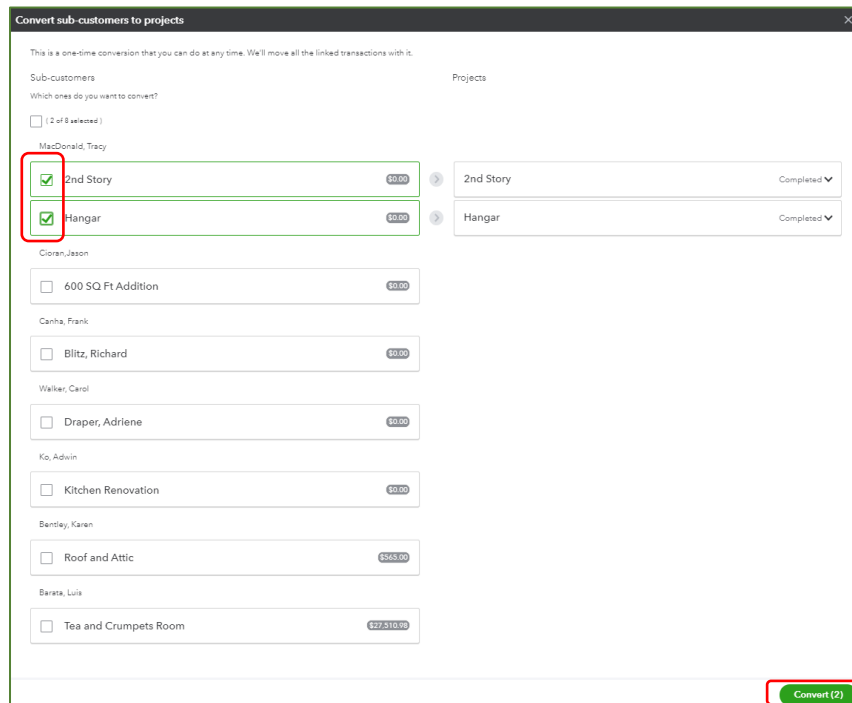 Convert sub-customers to projects
This is a one-time conversion that you can do at any time. We'll move all the linked transactions with it.
Sub-customers Projects
Which ones do you want to convert?
( 2 of 8 selected )
MacDonald, Tracy
2nd Story $0.00 2nd Story Completed
Hangar $0.00 Hangar Completed
Cioran,Jason
600 SQ Ft Addition $0.00
Canha, Frank
Blitz, Richard $0.00
Walker, Carol
Draper, Adriene $0.00
Ko, Adwin
Kitchen Renovation $0.00
Bentley, Karen
Roof and Attic $565.00
Barata, Luis
Tea and Crumpets Room $27,510.98
Convert (2)